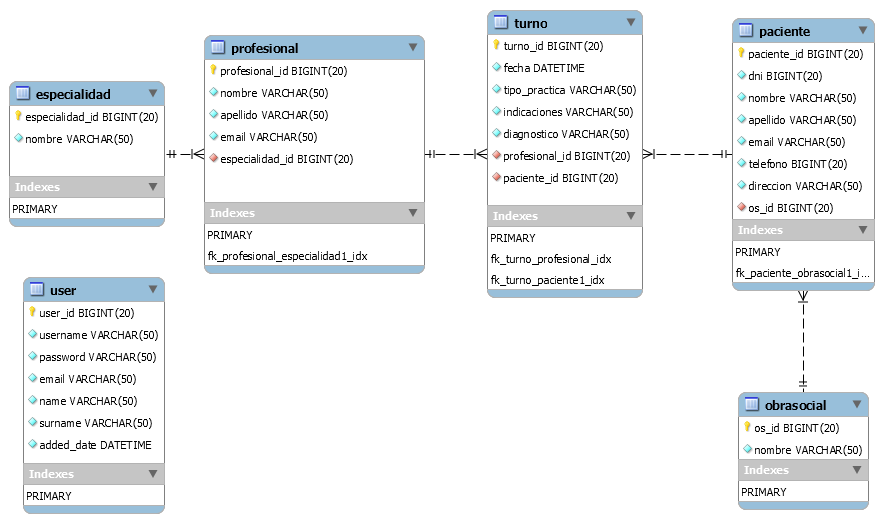 especialidad
especialidad_id BIGINT(20)
nombre VARCHAR(50)
Indexes
PRIMARY
profesional
profesional_id BIGINT(20)
nombre VARCHAR(50)
apellido VARCHAR(50)
email VARCHAR(50)
especialidad_id BIGINT(20)
Indexes
PRIMARY
fk_profesional_especialidad1_idx
turno
turno_id BIGINT(20)
fecha DATETIME
tipo_practica VARCHAR(50)
indicaciones VARCHAR(50)
diagnostico VARCHAR(50)
profesional_id BIGINT(20)
paciente_id BIGINT(20)
Indexes
PRIMARY
fk_turno_profesional_idx
fk_turno_paciente1_idx
paciente
paciente_id BIGINT(20)
dni BIGINT(20)
nombre VARCHAR(50)
apellido VARCHAR(50)
email VARCHAR(50)
telefono BIGINT(20)
direccion VARCHAR(50)
os_id BIGINT(20)
Indexes
PRIMARY
fk_paciente_obrasocial1_i...
user
user_id BIGINT(20)
username VARCHAR(50)
password VARCHAR(50)
email VARCHAR(50)
name VARCHAR(50)
surname VARCHAR(50)
added_date DATETIME
Indexes
PRIMARY
obrasocial
os_id BIGINT(20)
nombre VARCHAR(50)
Indexes
PRIMARY